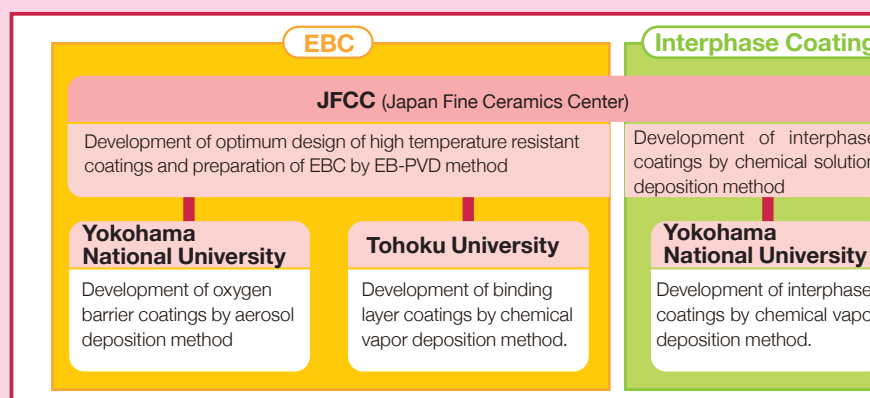 EBC
Interphase Coating
JFCC (Japan Fine Ceramics Center)
Development of optimum design of high temperature resistant
coatings and preparation of EBC by EB-PVD method
Development of interphase
coatings by chemical solution
deposition method
Yokohama
National University
Development of oxygen
barrier coatings by aerosol
deposition method
Tohoku University
Development of binding
layer coatings by chemical
vapor deposition method.
Yokohama
National University
Development of interphase
coatings by chemical vapo
deposition method.